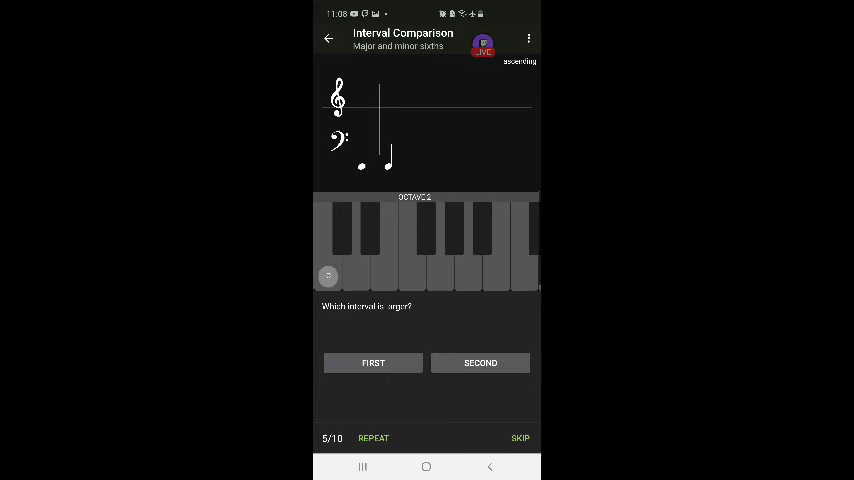 11:08
Interval Comparison
Major and minor sixths
LIVE
ascending
OCTAVE 2
C
Which interval is larger?
FIRST
SECOND
5/10
REPEAT
SKIP